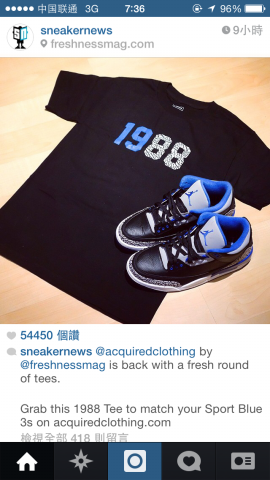 中国联通 3G 7:36 96%
sneakernews
freshnessmag.com
9小時
1988
54450 個讚
sneakernews @acquiredclothing by
@freshnessmag is back with a fresh round
of tees.
Grab this 1988 Tee to match your Sport Blue
3s on acquiredclothing.com
檢視全部 418 則留言